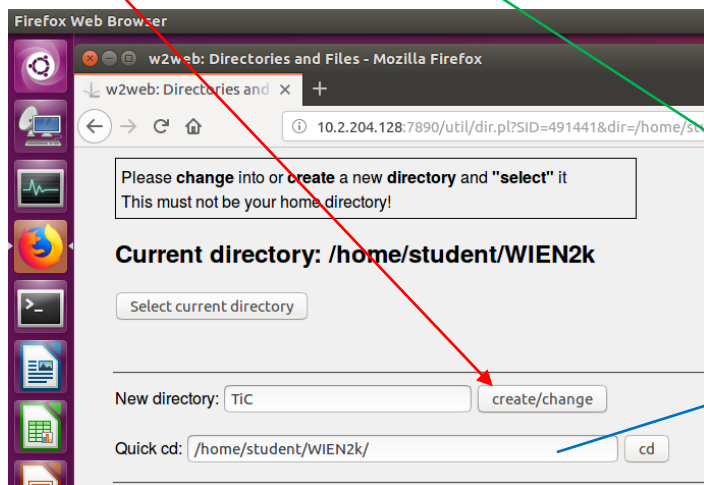 Firefox Web Browser
w2web: Directories and Files - Mozilla Firefox
w2web: Directories and
10.2.204.128:7890/util/dir.pl?SID=491441&dir=/home/stu
Please change into or create a new directory and "select" it
This must not be your home directory!
Current directory: /home/student/WIEN2k
Select current directory
New directory: TiC create/change
Quick cd: /home/student/WIEN2k/ cd